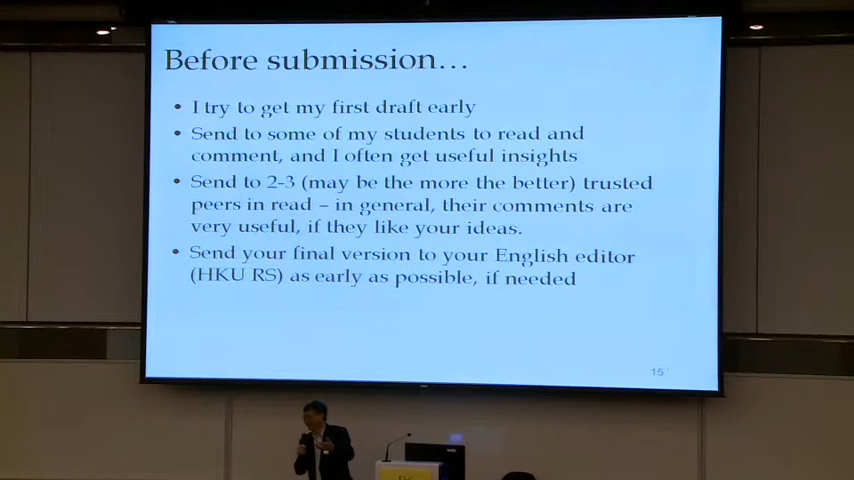 Before submission…
• I try to get my first draft early
• Send to some of my students to read and
comment, and I often get useful insights
• Send to 2-3 (may be the more the better) trusted
peers in read – in general, their comments are
very useful, if they like your ideas.
• Send your final version to your English editor
(HKU RS) as early as possible, if needed
15